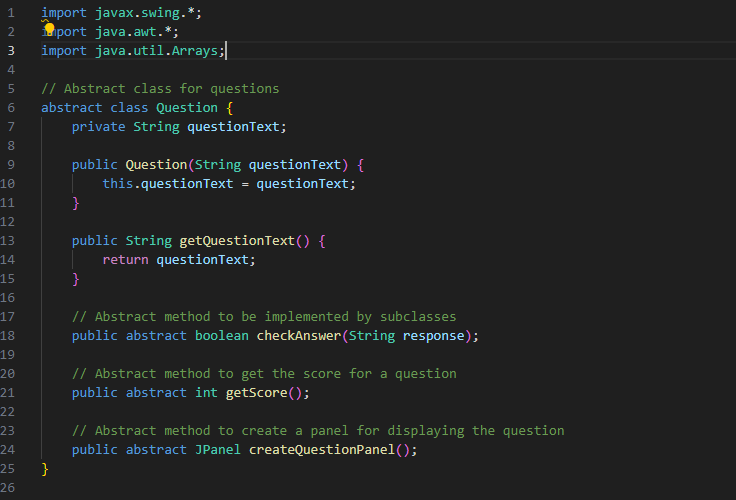 1 import javax.swing.*;
2 import java.awt.*;
3 import java.util.Arrays;
4
5 // Abstract class for questions
6 abstract class Question {
7     private String questionText;
8
9     public Question(String questionText) {
10         this.questionText = questionText;
11     }
12
13     public String getQuestionText() {
14         return questionText;
15     }
16
17     // Abstract method to be implemented by subclasses
18     public abstract boolean checkAnswer(String response);
19
20     // Abstract method to get the score for a question
21     public abstract int getScore();
22
23     // Abstract method to create a panel for displaying the question
24     public abstract JPanel createQuestionPanel();
25 }
26